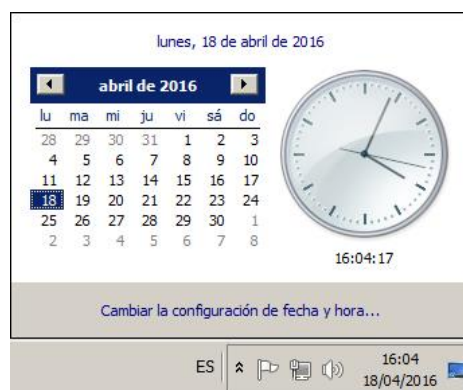 lunes, 18 de abril de 2016
abril de 2016
lu ma mi ju vi sá do
28 29 30 31 1 2 3
4 5 6 7 8 9 10
11 12 13 14 15 16 17
18 19 20 21 22 23 24
25 26 27 28 29 30 1
2 3 4 5 6 7 8
16:04:17
Cambiar la configuración de fecha y hora...
ES
16:04
18/04/2016